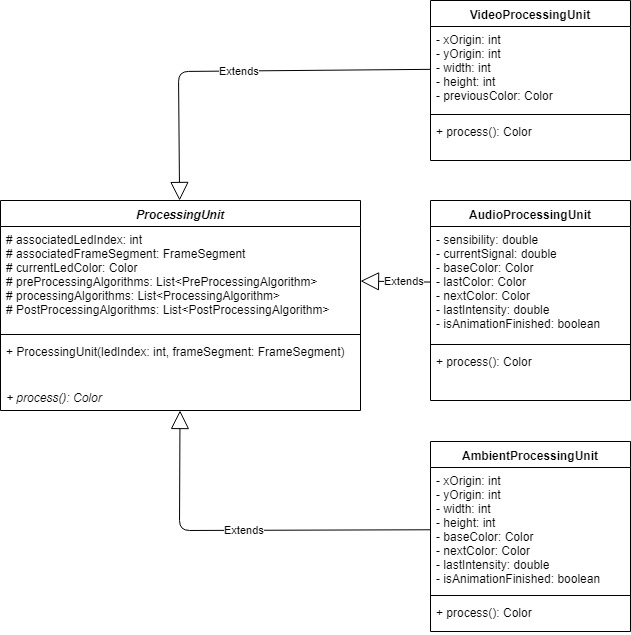 VideoProcessingUnit
- xOrigin: int
- yOrigin: int
- width: int
- height: int
- previousColor: Color
+ process(): Color
Extends
ProcessingUnit
# associatedLedIndex: int
# associatedFrameSegment: FrameSegment
# currentLedColor: Color
# preProcessingAlgorithms: List<PreProcessingAlgorithm>
# processingAlgorithms: List<ProcessingAlgorithm>
# PostProcessingAlgorithms: List<PostProcessingAlgorithm>
+ ProcessingUnit(ledIndex: int, frameSegment: FrameSegment)
+ process(): Color
Extends
AudioProcessingUnit
- sensibility: double
- currentSignal: double
- baseColor: Color
- lastColor: Color
- nextColor: Color
- lastIntensity: double
- isAnimationFinished: boolean
+ process(): Color
Extends
AmbientProcessingUnit
- xOrigin: int
- yOrigin: int
- width: int
- height: int
- baseColor: Color
- nextColor: Color
- lastIntensity: double
- isAnimationFinished: boolean
+ process(): Color